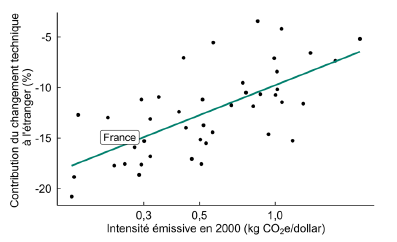 Contribution du changement technique
à l'étranger (%)
-5
-10
-15
-20
France
0,3
0,5
1,0
Intensité émissive en 2000 (kg CO₂e/dollar)